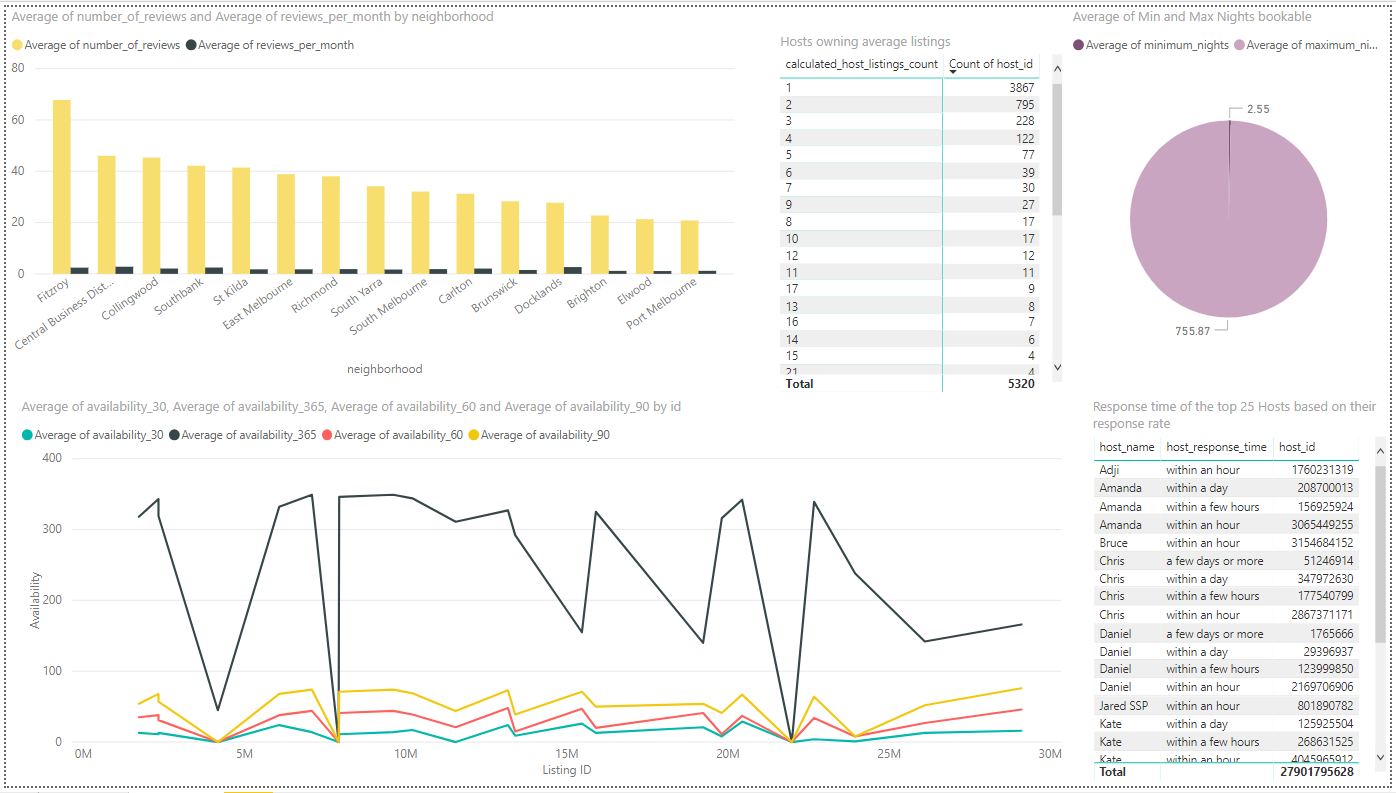 Average of number_of_reviews and Average of reviews_per_month by neighborhood
Average of number_of_reviews Average of reviews_per_month
80
60
40
20
0
Fitzroy
Central Business Dist...
Collingwood
Southbank
St Kilda
East Melbourne
Richmond
South Yarra
South Melbourne
Carlton
Brunswick
Docklands
Brighton
Elwood
Port Melbourne
neighborhood
Hosts owning average listings
calculated_host_listings_count Count of host_id
1 3867
2 795
3 228
4 122
5 77
6 39
7 30
9 27
8 17
10 17
12 12
11 11
17 9
13 8
16 7
14 6
15 4
21 4
Total 5320
Average of Min and Max Nights bookable
Average of minimum_nights Average of maximum_ni...
2.55
755.87
Average of availability_30, Average of availability_365, Average of availability_60 and Average of availability_90 by id
Average of availability_30 Average of availability_365 Average of availability_60 Average of availability_90
400
300
200
100
0
Availability
0M 5M 10M 15M 20M 25M 30M
Listing ID
Response time of the top 25 Hosts based on their
response rate
host_name host_response_time host_id
Adji within an hour 1760231319
Amanda within a day 208700013
Amanda within a few hours 156925924
Amanda within an hour 3065449255
Bruce within an hour 3154684152
Chris a few days or more 51246914
Chris within a day 347972630
Chris within a few hours 177540799
Chris within an hour 2867371171
Daniel a few days or more 1765666
Daniel within a day 29396937
Daniel within a few hours 123999850
Daniel within an hour 2169706906
Jared SSP within an hour 801890782
Kate within a day 125925504
Kate within a few hours 268631525
Kate within an hour 4045965912
Total 27901795628